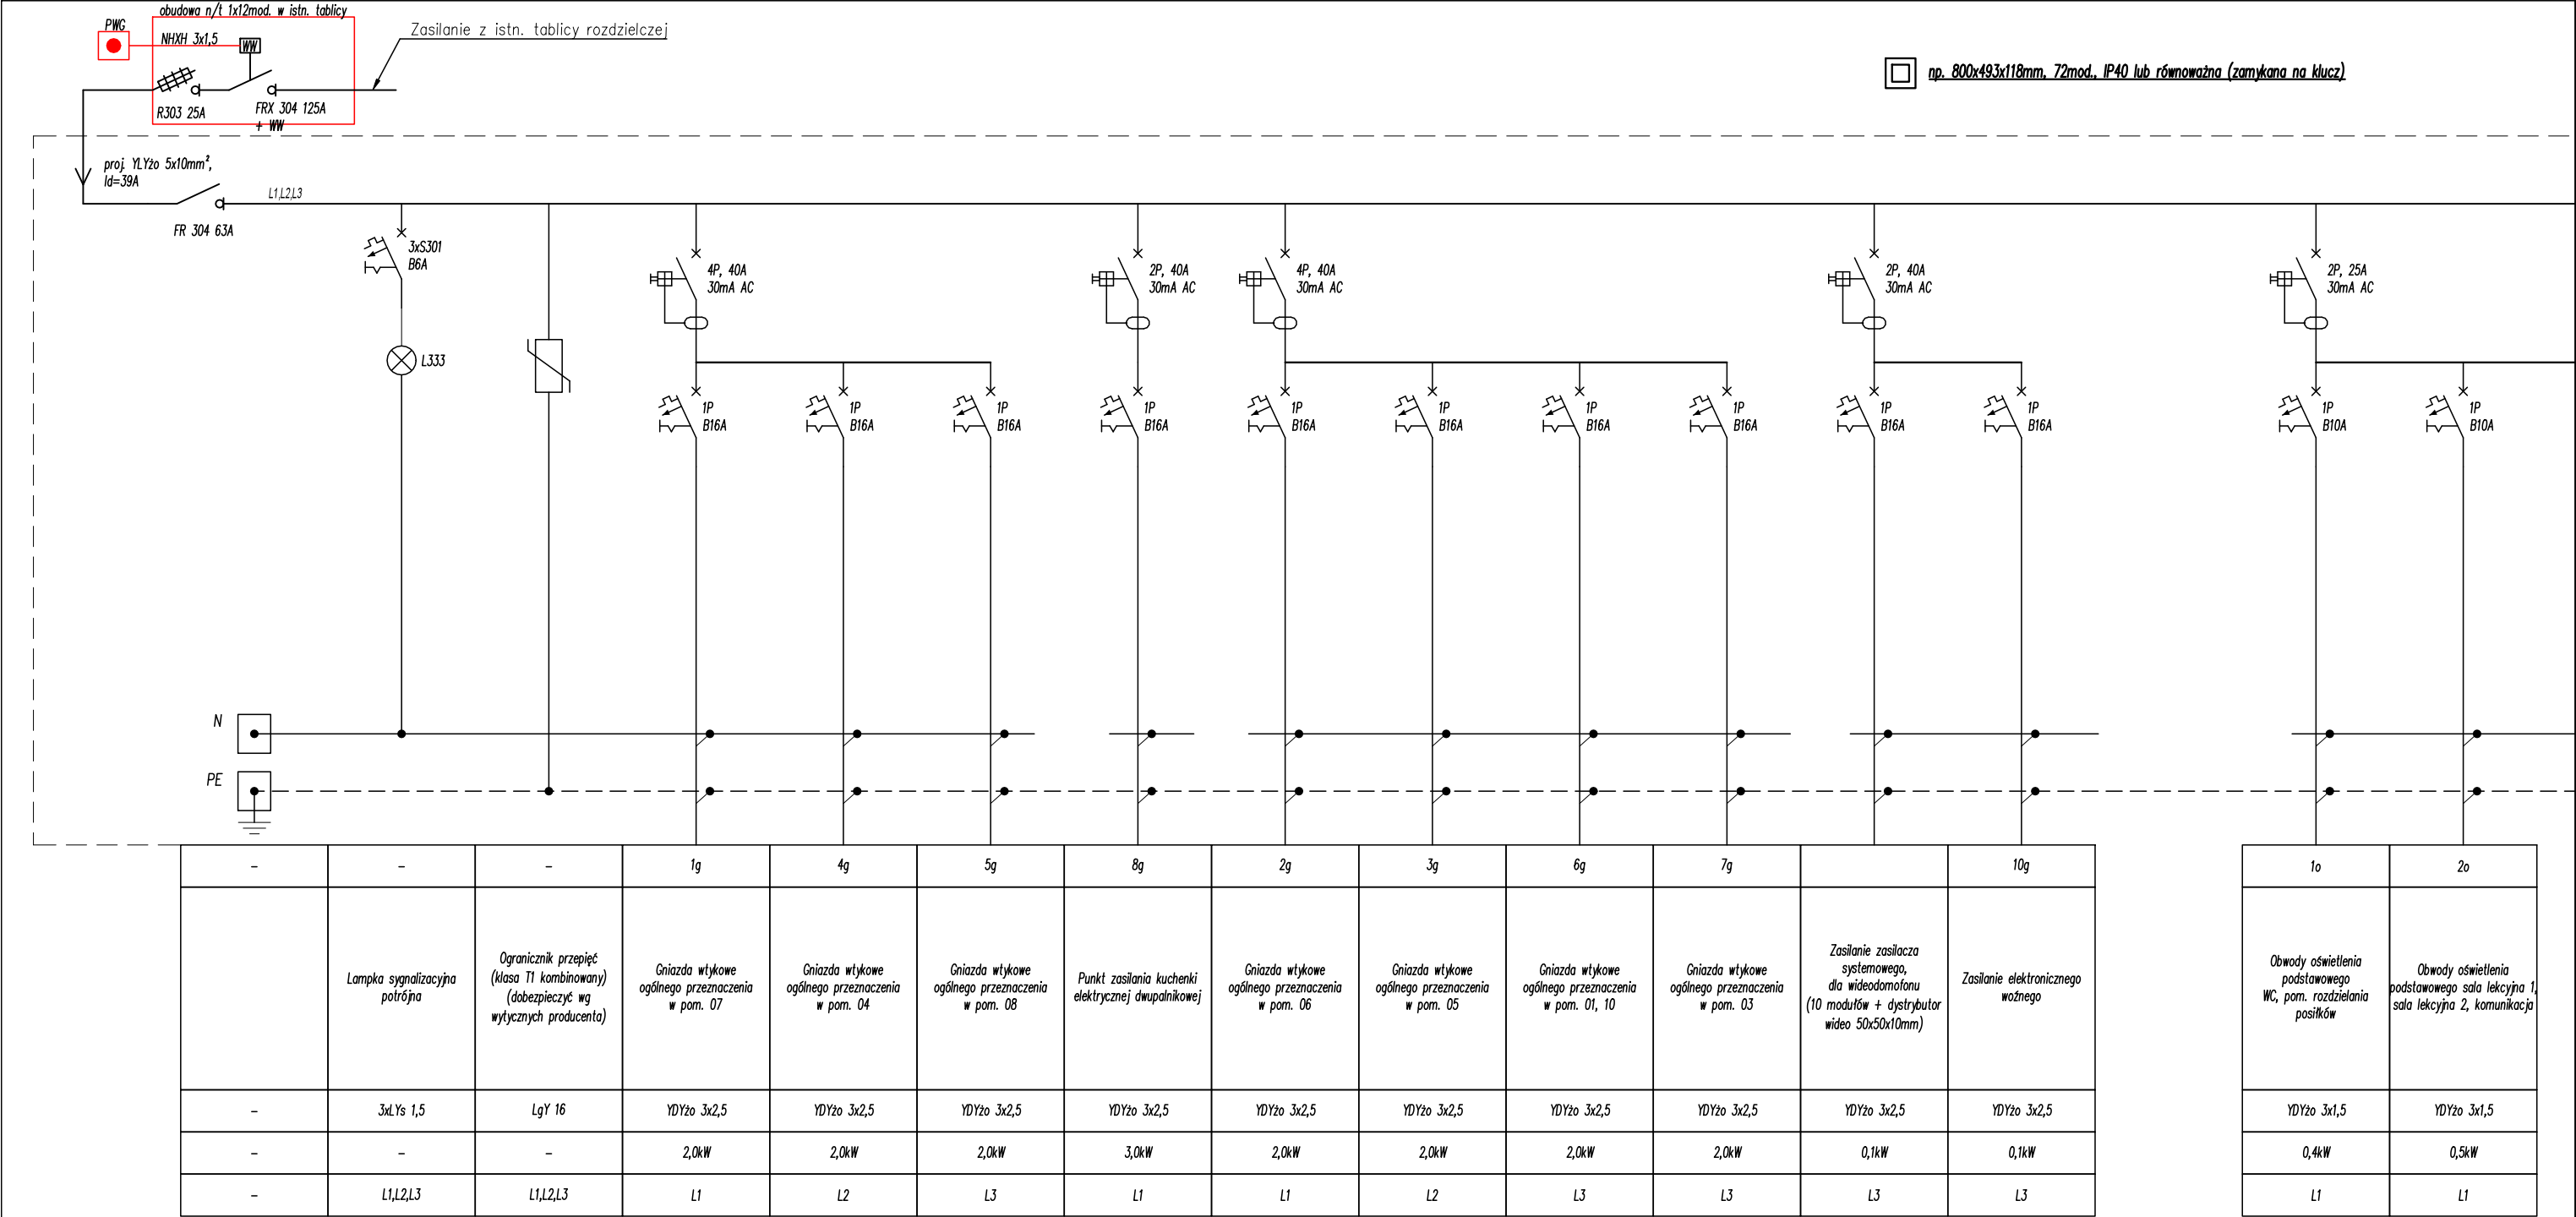 obudowa n/t 1x12mod. w istn. tablicy
PWG
NHXH 3x1,5
WW
Zasilanie z istn. tablicy rozdzielczej
R303 25A
FRX 304 125A
+ WW
np. 800x493x118mm, 72mod., IP40 lub równoważna (zamykana na klucz)
proj. YLYżo 5x10mm²,
Id=39A
L1,L2,L3
FR 304 63A
3xS301
B6A
L333
4P, 40A
30mA AC
2P, 40A
30mA AC
4P, 40A
30mA AC
2P, 40A
30mA AC
2P, 25A
30mA AC
1P
B16A
1P
B16A
1P
B16A
1P
B16A
1P
B16A
1P
B16A
1P
B16A
1P
B16A
1P
B16A
1P
B16A
1P
B10A
1P
B10A
N
PE
- - - 1g 4g 5g 8g 2g 3g 6g 7g 10g 1o 2o
Lampka sygnalizacyjna
potrójna
Ogranicznik przepięć
(klasa T1 kombinowany)
(dobezpieczyć wg
wytycznych producenta)
Gniazda wtykowe
ogólnego przeznaczenia
w pom. 07
Gniazda wtykowe
ogólnego przeznaczenia
w pom. 04
Gniazda wtykowe
ogólnego przeznaczenia
w pom. 08
Punkt zasilania kuchenki
elektrycznej dwupalnikowej
Gniazda wtykowe
ogólnego przeznaczenia
w pom. 06
Gniazda wtykowe
ogólnego przeznaczenia
w pom. 05
Gniazda wtykowe
ogólnego przeznaczenia
w pom. 01, 10
Gniazda wtykowe
ogólnego przeznaczenia
w pom. 03
Zasilanie zasilacza
systemowego,
dla wideodomofonu
(10 modułów + dystrybutor
wideo 50x50x10mm)
Zasilanie elektronicznego
woźnego
Obwody oświetlenia
podstawowego
WC, pom. rozdzielania
posiłków
Obwody oświetlenia
podstawowego sala lekcyjna 1,
sala lekcyjna 2, komunikacja
- 3xLYs 1,5 LgY 16 YDYżo 3x2,5 YDYżo 3x2,5 YDYżo 3x2,5 YDYżo 3x2,5 YDYżo 3x2,5 YDYżo 3x2,5 YDYżo 3x2,5 YDYżo 3x2,5 YDYżo 3x2,5 YDYżo 3x2,5 YDYżo 3x1,5 YDYżo 3x1,5
- - - 2,0kW 2,0kW 2,0kW 3,0kW 2,0kW 2,0kW 2,0kW 2,0kW 0,1kW 0,1kW 0,4kW 0,5kW
- L1,L2,L3 L1,L2,L3 L1 L2 L3 L1 L1 L2 L3 L3 L3 L3 L1 L1